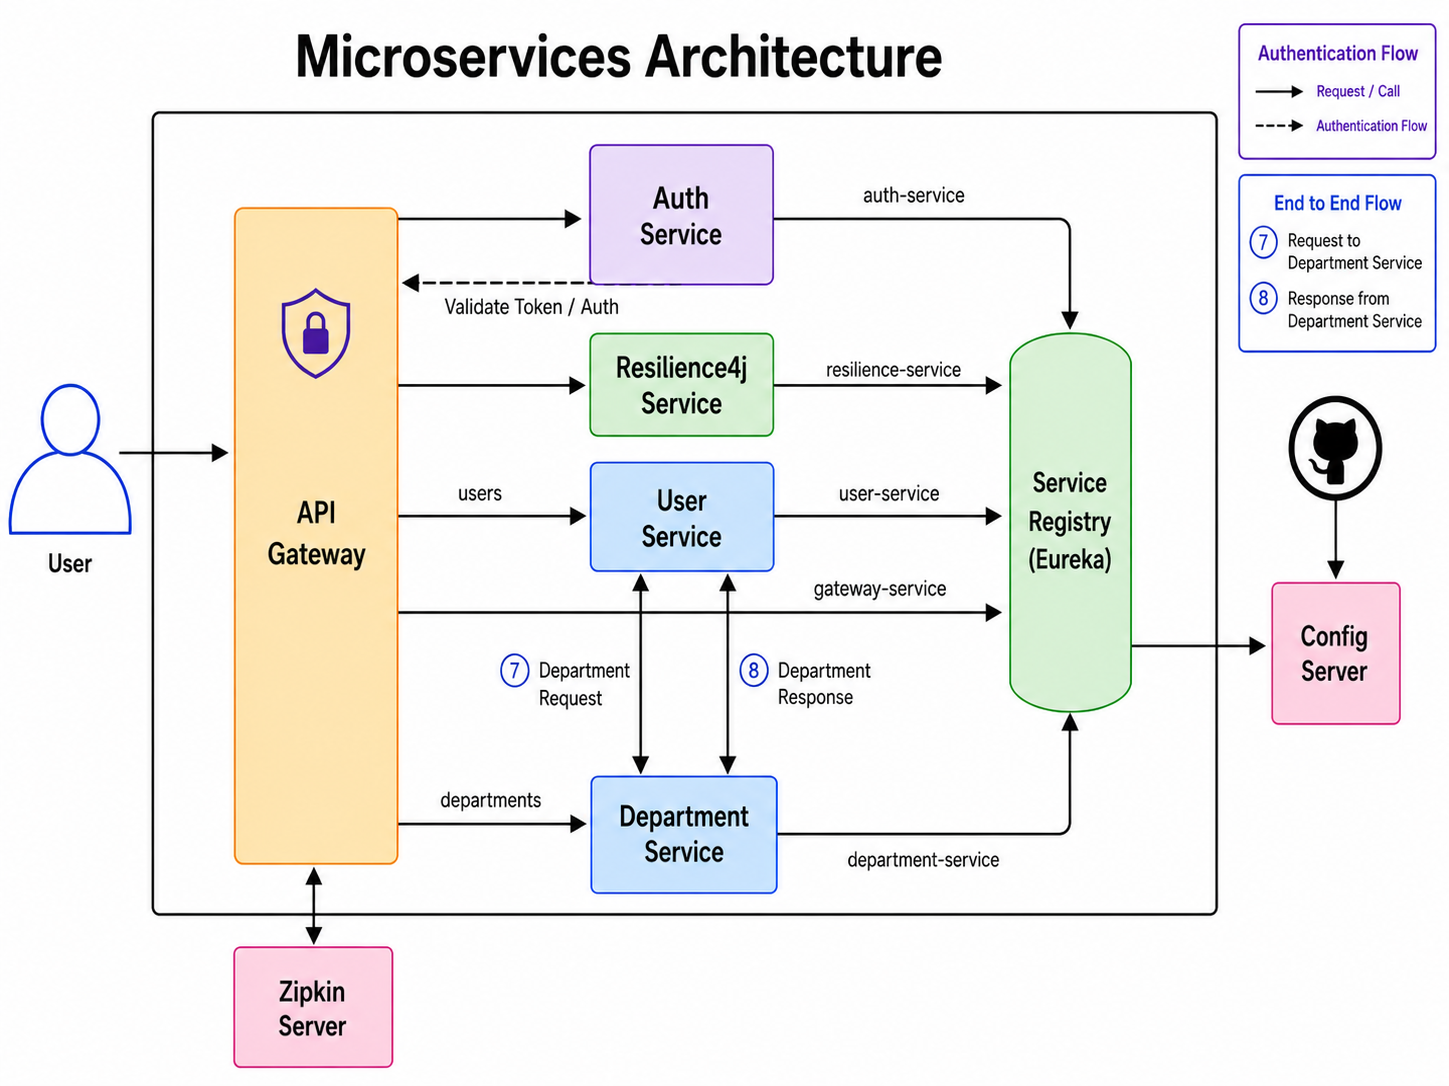 Microservices Architecture
Authentication Flow
Request / Call
Authentication Flow
End to End Flow
7
Request to
Department Service
8
Response from
Department Service
Auth
Service
auth-service
Validate Token / Auth
Resilience4j
Service
resilience-service
User
API
Gateway
users
User
Service
user-service
gateway-service
Service
Registry
(Eureka)
7
Department
Request
8
Department
Response
Config
Server
departments
Department
Service
department-service
Zipkin
Server